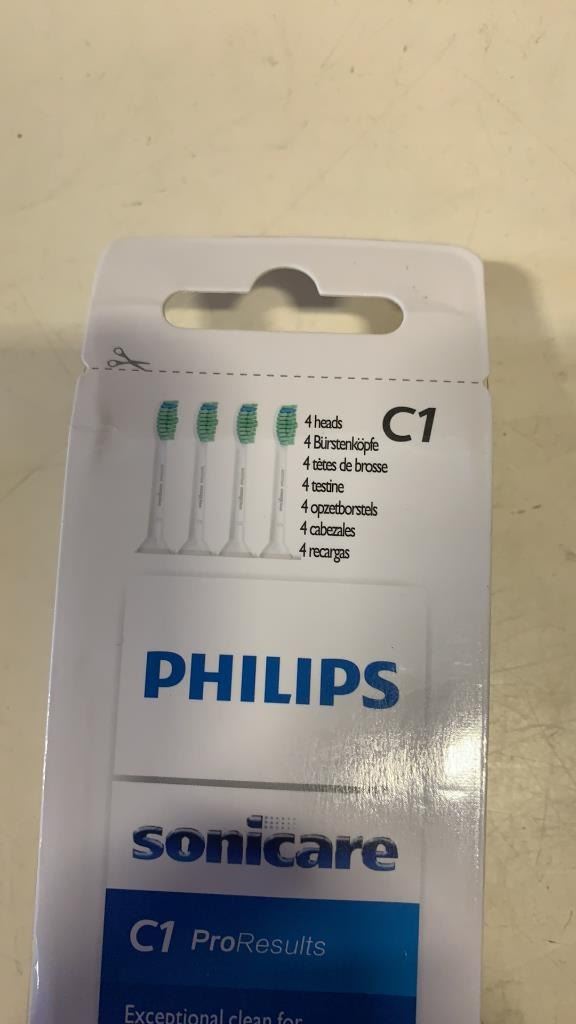 4 heads
C1
4 Bürstenköpfe
4 têtes de brosse
4 testine
4 opzetborstels
4 cabezales
4 recargas
PHILIPS
sonicare
C1 ProResults
Exceptional clean for